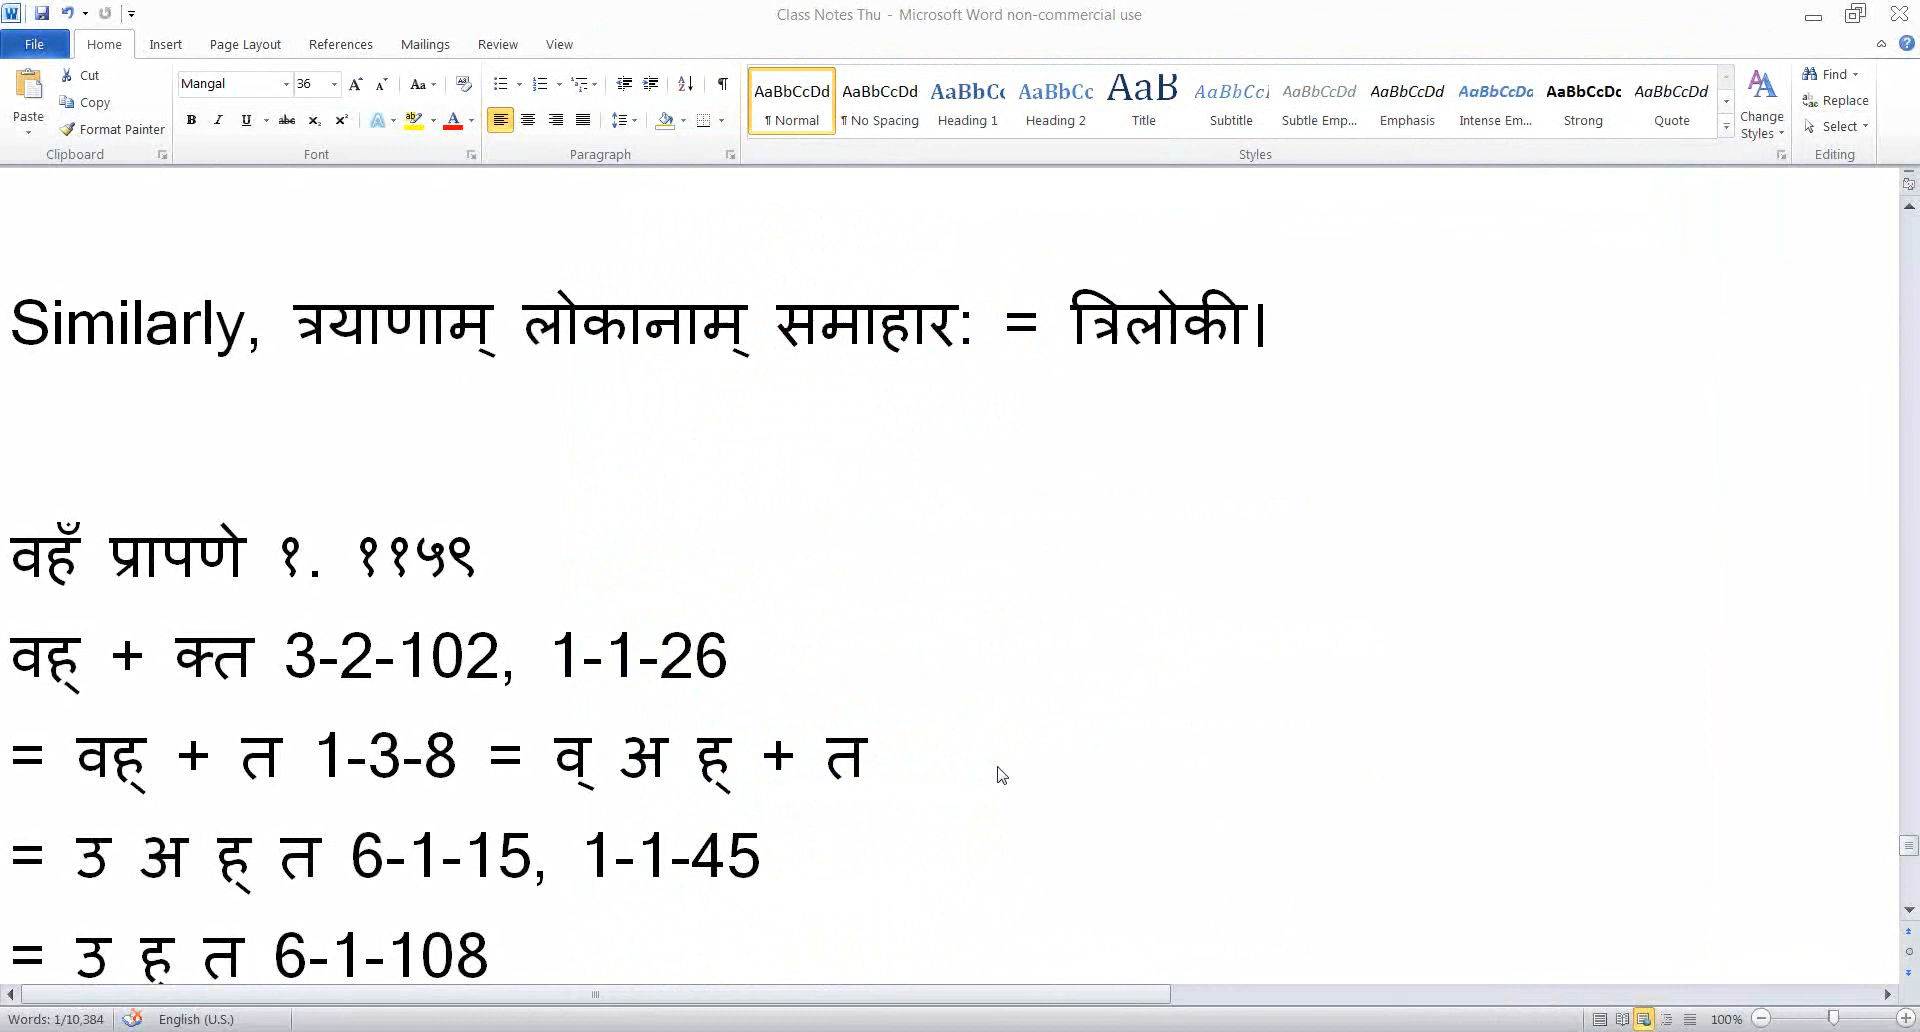 Class Notes Thu - Microsoft Word non-commercial use
File Home Insert Page Layout References Mailings Review View
Paste Cut Copy Format Painter Clipboard
Mangal 36 Font
Paragraph
AaBbCcDd AaBbCcDd AaBbCc AaBbCc AaB AaBbCcl AaBbCcDd AaBbCcDd AaBbCcDd AaBbCcDc AaBbCcDd
¶ Normal ¶ No Spacing Heading 1 Heading 2 Title Subtitle Subtle Emp... Emphasis Intense Em... Strong Quote
Styles
Change Styles
Find Replace Select Editing
Similarly, त्रयाणाम् लोकानाम् समाहार: = त्रिलोकी।
वहँ प्रापणे १. ११५९
वह् + क्त 3-2-102, 1-1-26
= वह् + त 1-3-8 = व् अ ह् + त
= उ अ ह् त 6-1-15, 1-1-45
= उ ह् त 6-1-108
Words: 1/10,384 English (U.S.) 100%